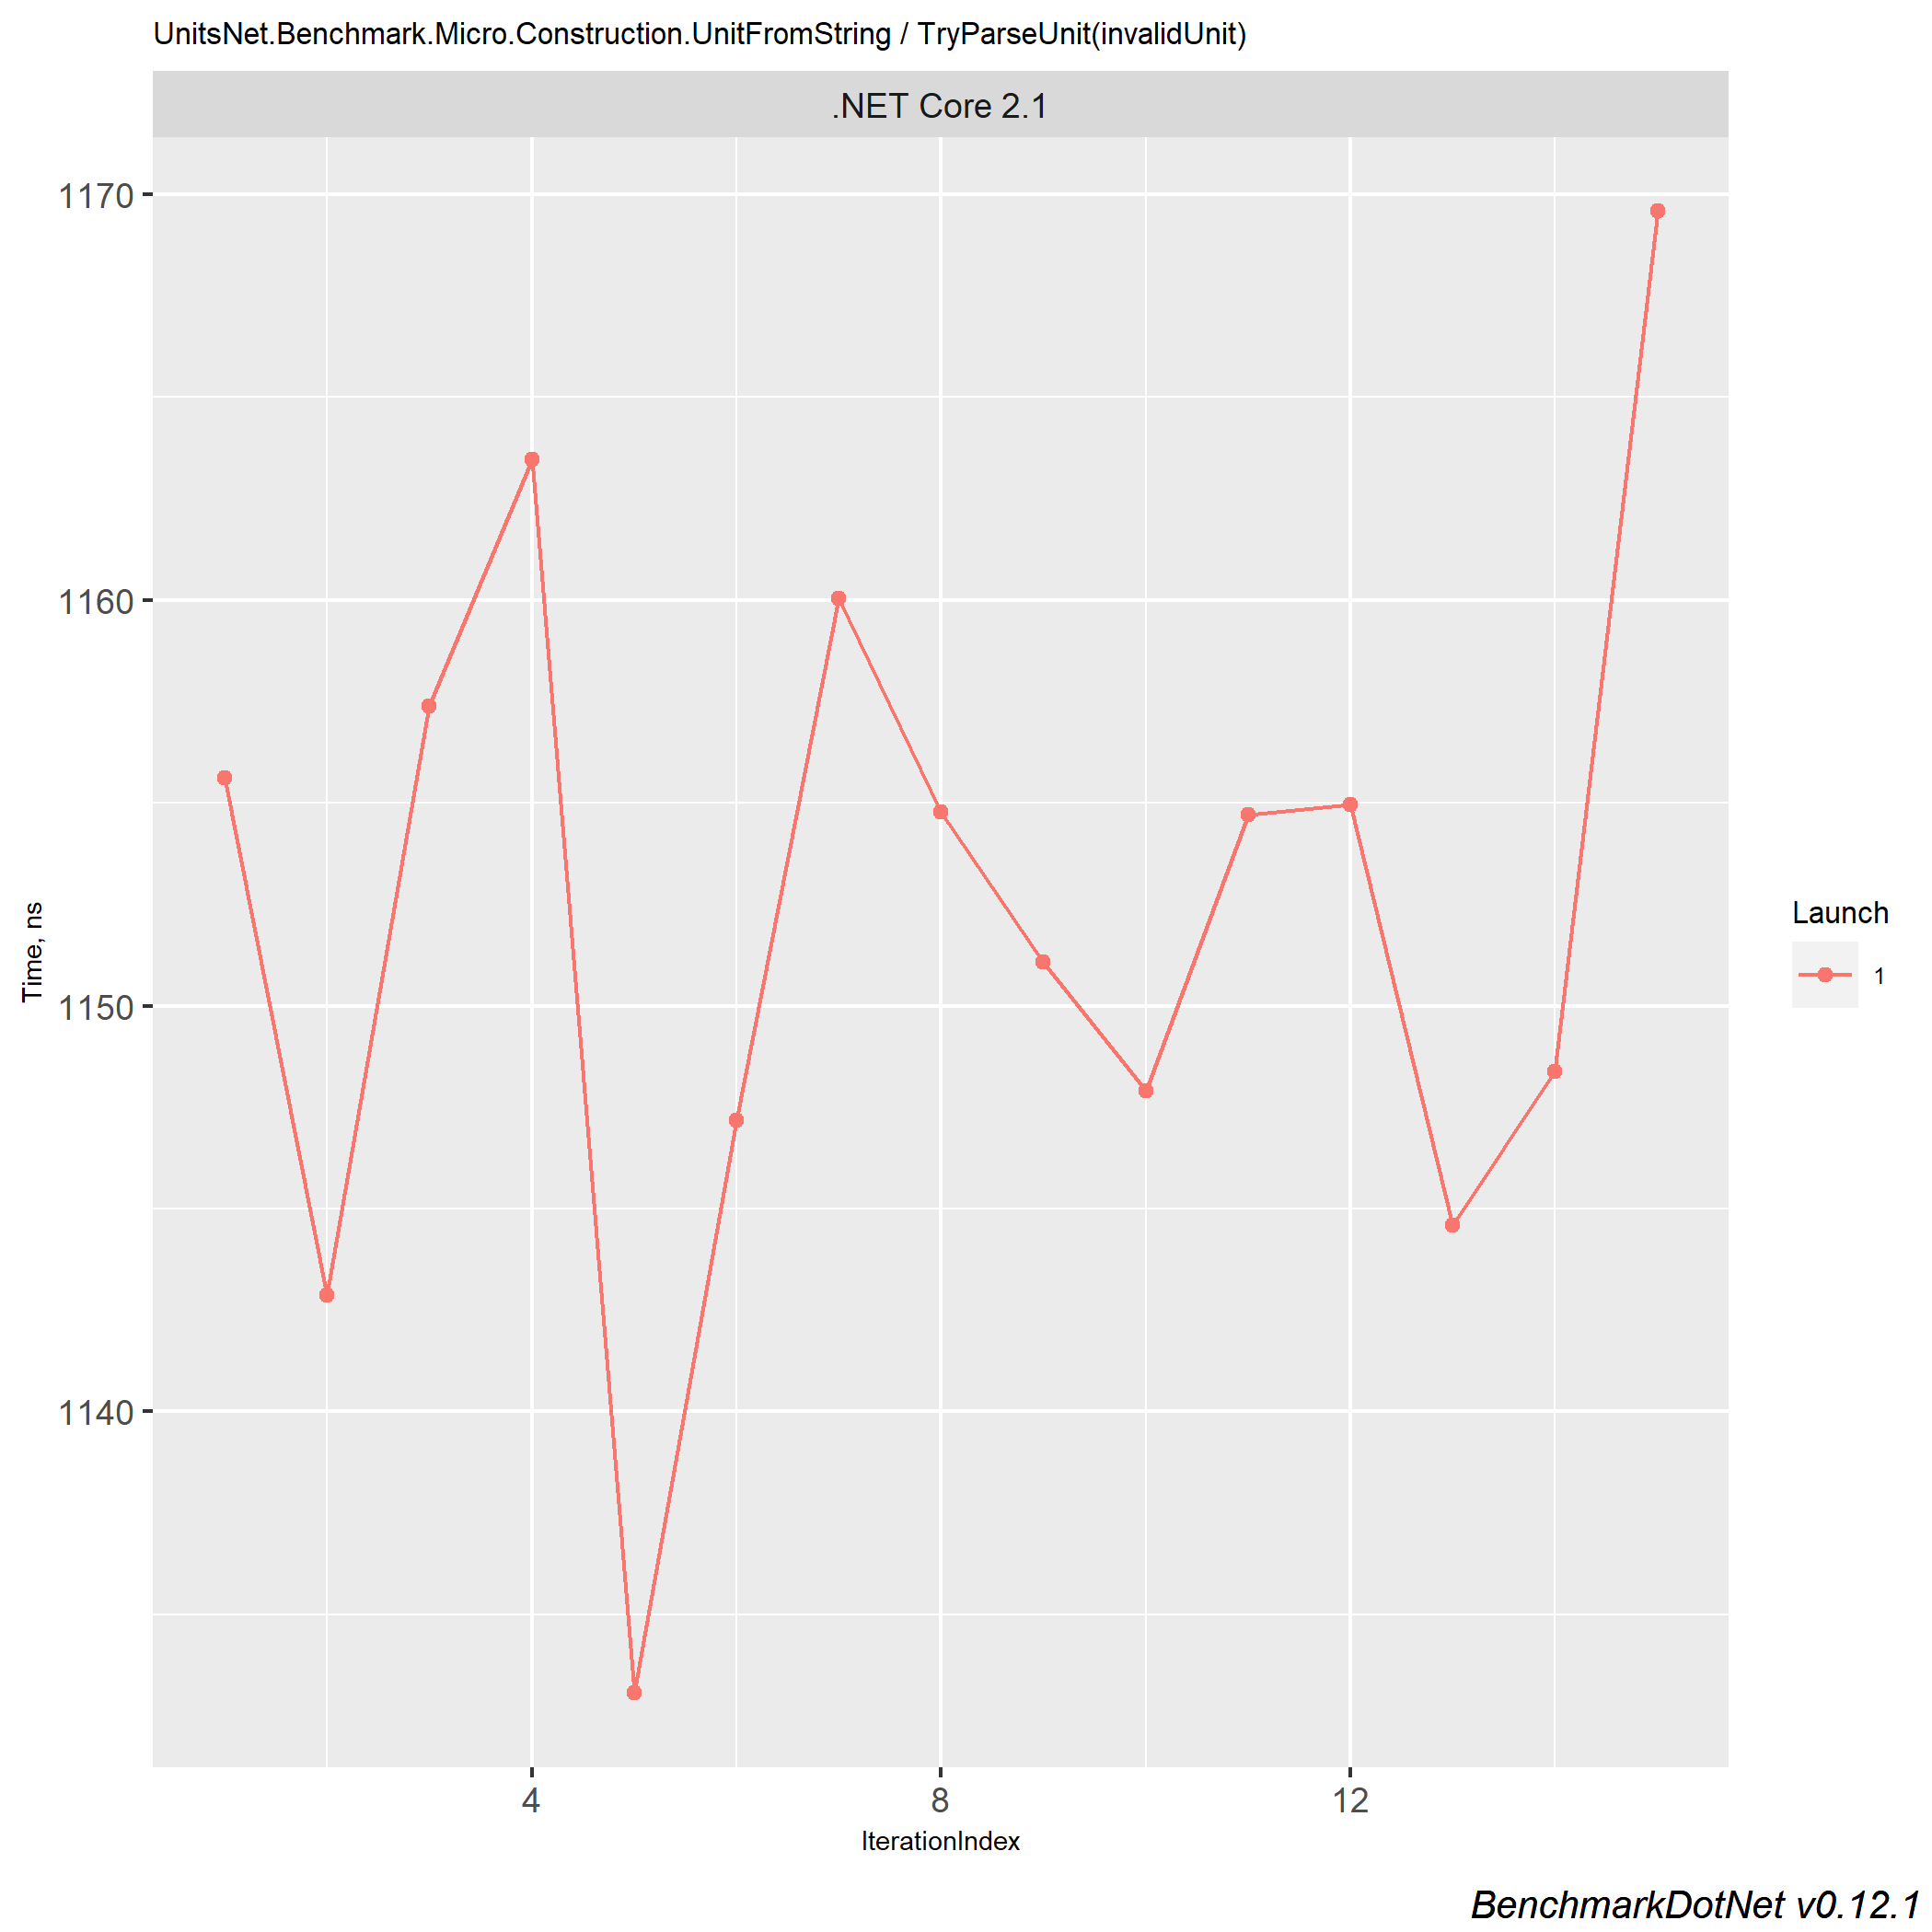 UnitsNet.Benchmark.Micro.Construction.UnitFromString / TryParseUnit(invalidUnit)
.NET Core 2.1
1170
1160
1150
1140
Time, ns
4 8 12
IterationIndex
Launch
1
BenchmarkDotNet v0.12.1